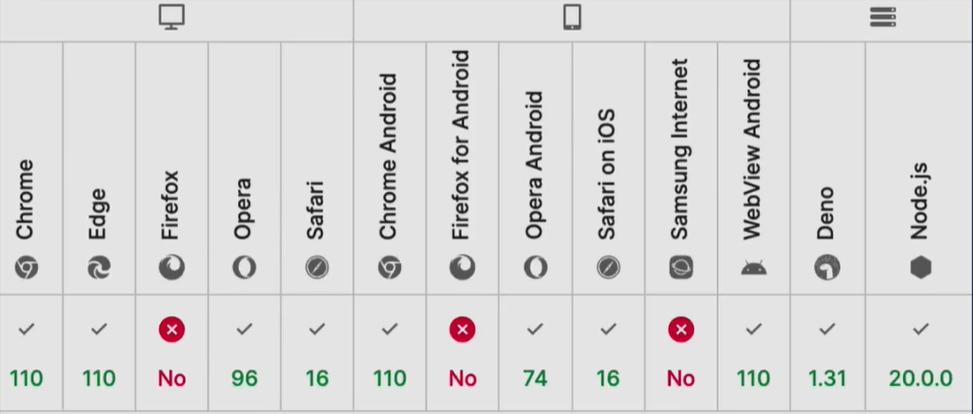 Chrome
Edge
Firefox
Opera
Safari
Chrome Android
Firefox for Android
Opera Android
Safari on iOS
Samsung Internet
WebView Android
Deno
Node.js
110 110 No 96 16 110 No 74 16 No 110 1.31 20.0.0